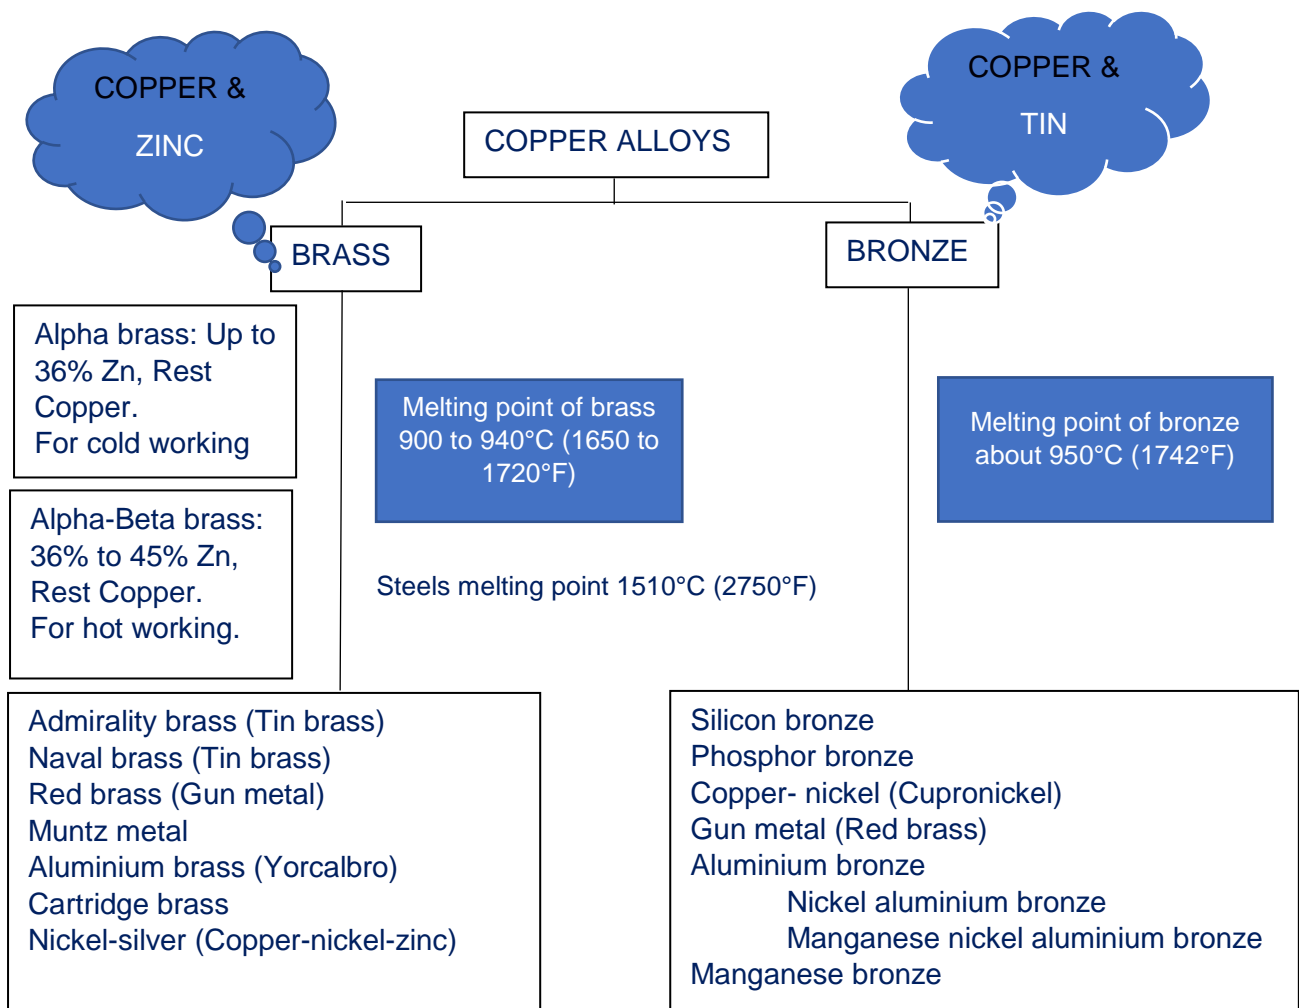 COPPER &
ZINC
COPPER ALLOYS
COPPER &
TIN
BRASS
BRONZE
Alpha brass: Up to
36% Zn, Rest
Copper.
For cold working
Melting point of brass
900 to 940°C (1650 to
1720°F)
Melting point of bronze
about 950°C (1742°F)
Alpha-Beta brass:
36% to 45% Zn,
Rest Copper.
For hot working.
Steels melting point 1510°C (2750°F)
Admirality brass (Tin brass)
Naval brass (Tin brass)
Red brass (Gun metal)
Muntz metal
Aluminium brass (Yorcalbro)
Cartridge brass
Nickel-silver (Copper-nickel-zinc)
Silicon bronze
Phosphor bronze
Copper- nickel (Cupronickel)
Gun metal (Red brass)
Aluminium bronze
Nickel aluminium bronze
Manganese nickel aluminium bronze
Manganese bronze